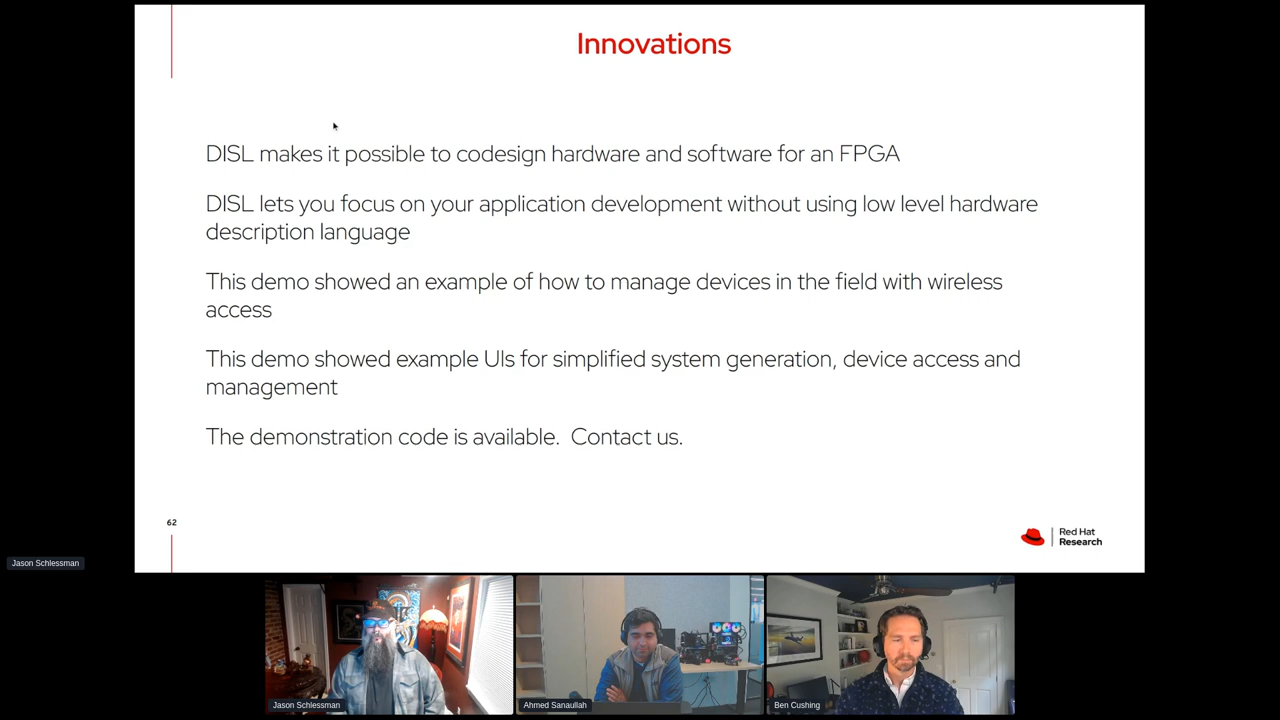 Innovations
DISL makes it possible to codesign hardware and software for an FPGA
DISL lets you focus on your application development without using low level hardware
description language
This demo showed an example of how to manage devices in the field with wireless
access
This demo showed example UIs for simplified system generation, device access and
management
The demonstration code is available.  Contact us.
62
Red Hat
Research
Jason Schlessman
Jason Schlessman
Ahmed Sanaullah
Ben Cushing